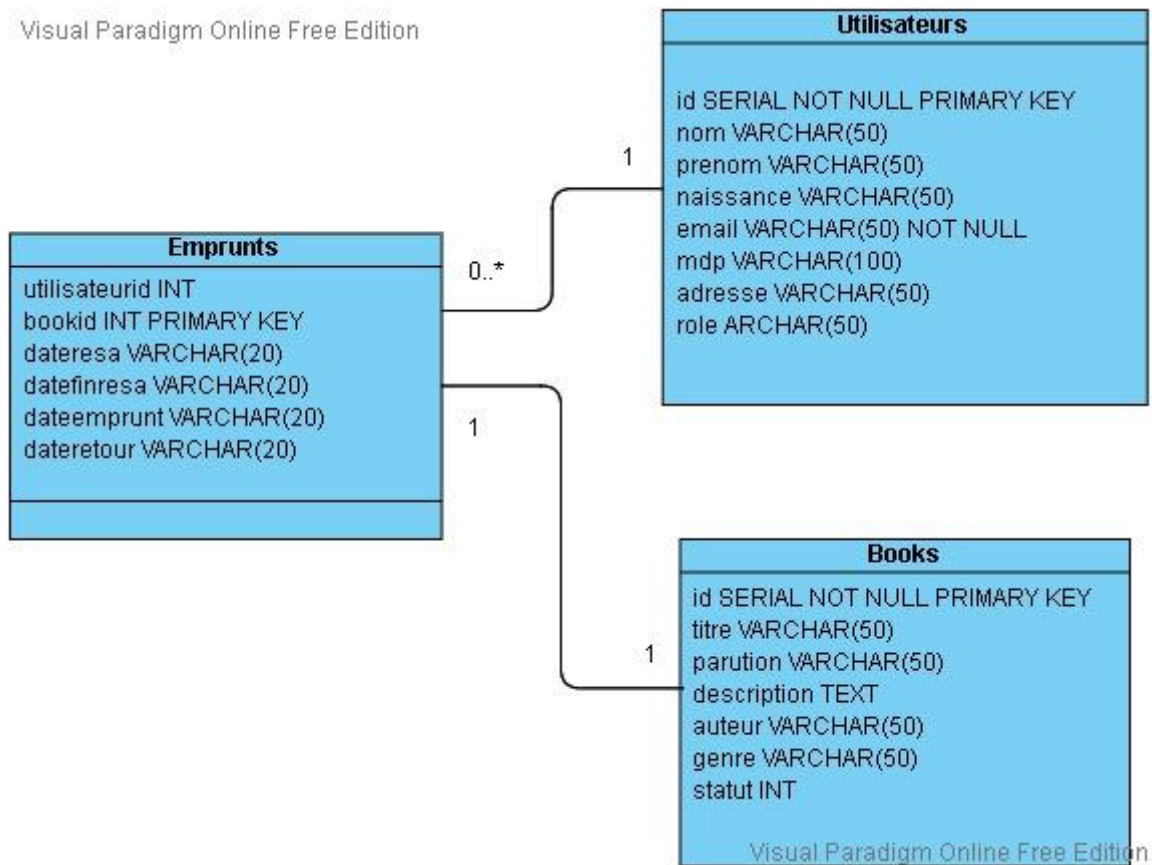 Visual Paradigm Online Free Edition
Utilisateurs
id SERIAL NOT NULL PRIMARY KEY
nom VARCHAR(50)
prenom VARCHAR(50)
naissance VARCHAR(50)
email VARCHAR(50) NOT NULL
mdp VARCHAR(100)
adresse VARCHAR(50)
role ARCHAR(50)
1
0..*
Emprunts
utilisateurid INT
bookid INT PRIMARY KEY
dateresa VARCHAR(20)
datefinresa VARCHAR(20)
dateemprunt VARCHAR(20)
dateretour VARCHAR(20)
1
1
Books
id SERIAL NOT NULL PRIMARY KEY
titre VARCHAR(50)
parution VARCHAR(50)
description TEXT
auteur VARCHAR(50)
genre VARCHAR(50)
statut INT
Visual Paradigm Online Free Edition